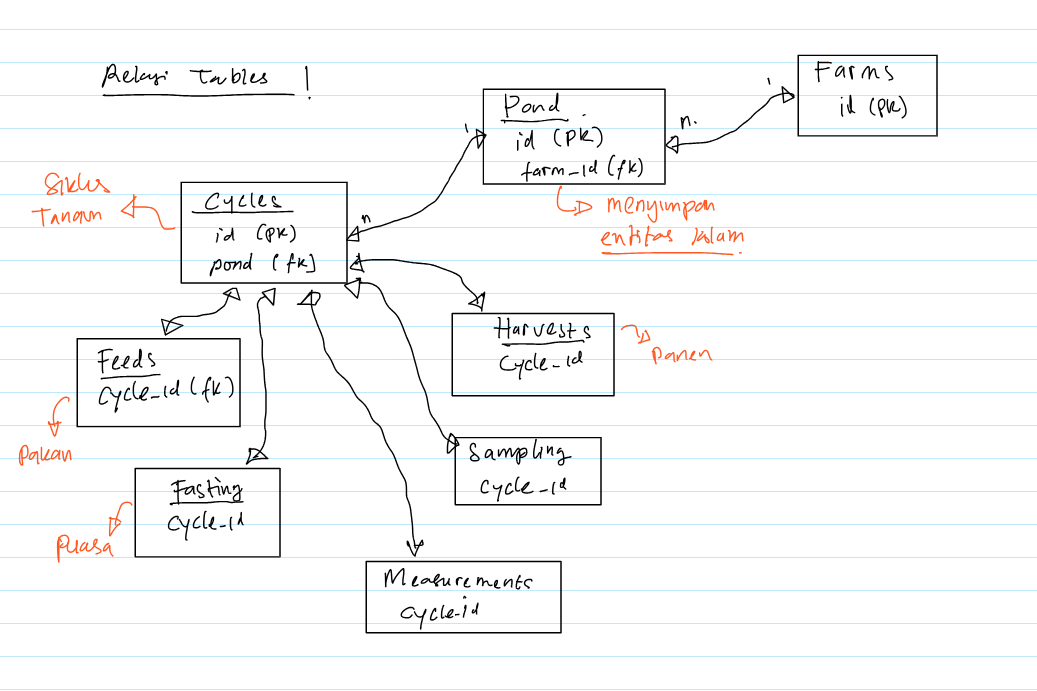 Relasi Tables !
Farms
id (pk)
1
n.
Pond
id (pk)
farm_id (fk)
1
menyimpan
entitas kolam
Siklus
Cycles
id (pk)
pond (fk]
n
Harvests
cycle_id
Panen
Feeds
cycle_id (fk)
Pakan
Sampling
cycle_id
Fasting
cycle_id
puasa
Measurements
cycle_id